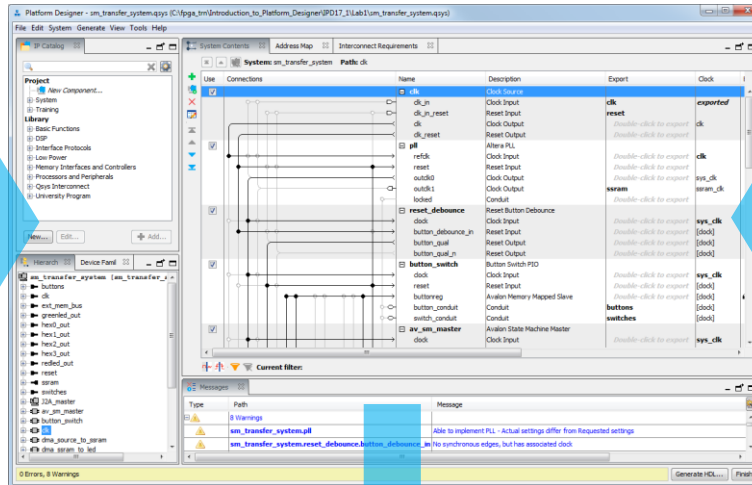 Platform Designer - sm_transfer_system.qsys (C:\fpga_trn\Introduction_to_Platform_Designer\IPD17_1\Lab1\sm_transfer_system.qsys)
File Edit System Generate View Tools Help
IP Catalog
Project
New Component...
System
Training
Library
Basic Functions
DSP
Interface Protocols
Low Power
Memory Interfaces and Controllers
Processors and Peripherals
Qsys Interconnect
University Program
New... Edit... Add...
Hierarch Device Famil
sm_transfer_system [sm_transfer_s
buttons
clk
ext_mem_bus
greenled_out
hex0_out
hex1_out
hex2_out
hex3_out
redled_out
reset
ssram
switches
J2A_master
av_sm_master
button_switch
clk
dma_source_to_ssram
dma_ssram_to_led
System Contents Address Map Interconnect Requirements
System: sm_transfer_system Path: clk
Use Connections Name Description Export Clock
clk Clock Source
clk_in Clock Input clk exported
clk_in_reset Reset Input reset
clk Clock Output Double-click to export clk
clk_reset Reset Output Double-click to export
pll Altera PLL
refclk Clock Input Double-click to export clk
reset Reset Input Double-click to export
outclk0 Clock Output Double-click to export sys_clk
outclk1 Clock Output ssram ssram_clk
locked Conduit Double-click to export
reset_debounce Reset Button Debounce
clock Clock Input Double-click to export sys_clk
button_debounce_in Reset Input Double-click to export [clock]
button_qual Reset Output Double-click to export [clock]
button_qual_n Reset Output Double-click to export [clock]
button_switch Button Switch PIO
clock Clock Input Double-click to export sys_clk
reset Reset Input Double-click to export [clock]
buttonreg Avalon Memory Mapped Slave Double-click to export [clock]
button_conduit Conduit buttons [clock]
switch_conduit Conduit switches [clock]
av_sm_master Avalon State Machine Master
clock Clock Input Double-click to export sys_clk
Current filter:
Messages
Type Path Message
8 Warnings
sm_transfer_system.pll Able to implement PLL - Actual settings differ from Requested settings
sm_transfer_system.reset_debounce.button_debounce_in No synchronous edges, but has associated clock
0 Errors, 8 Warnings
Generate HDL... Finish